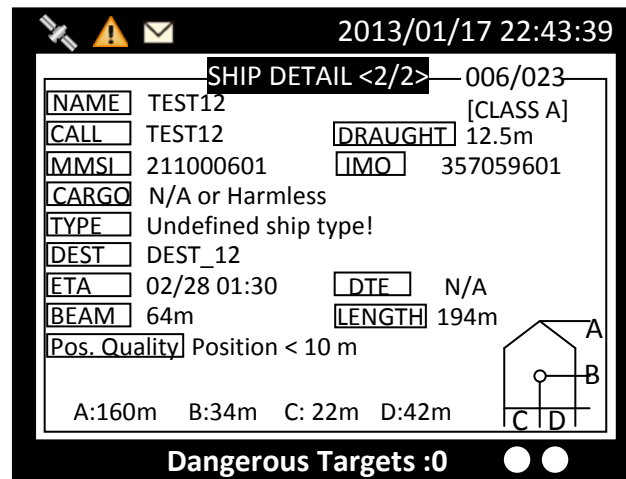 2013/01/17 22:43:39
SHIP DETAIL <2/2> 006/023
NAME TEST12 [CLASS A]
CALL TEST12 DRAUGHT 12.5m
MMSI 211000601 IMO 357059601
CARGO N/A or Harmless
TYPE Undefined ship type!
DEST DEST_12
ETA 02/28 01:30 DTE N/A
BEAM 64m LENGTH 194m
A
Pos. Quality Position < 10 m
B
A:160m B:34m C: 22m D:42m C D
Dangerous Targets :0